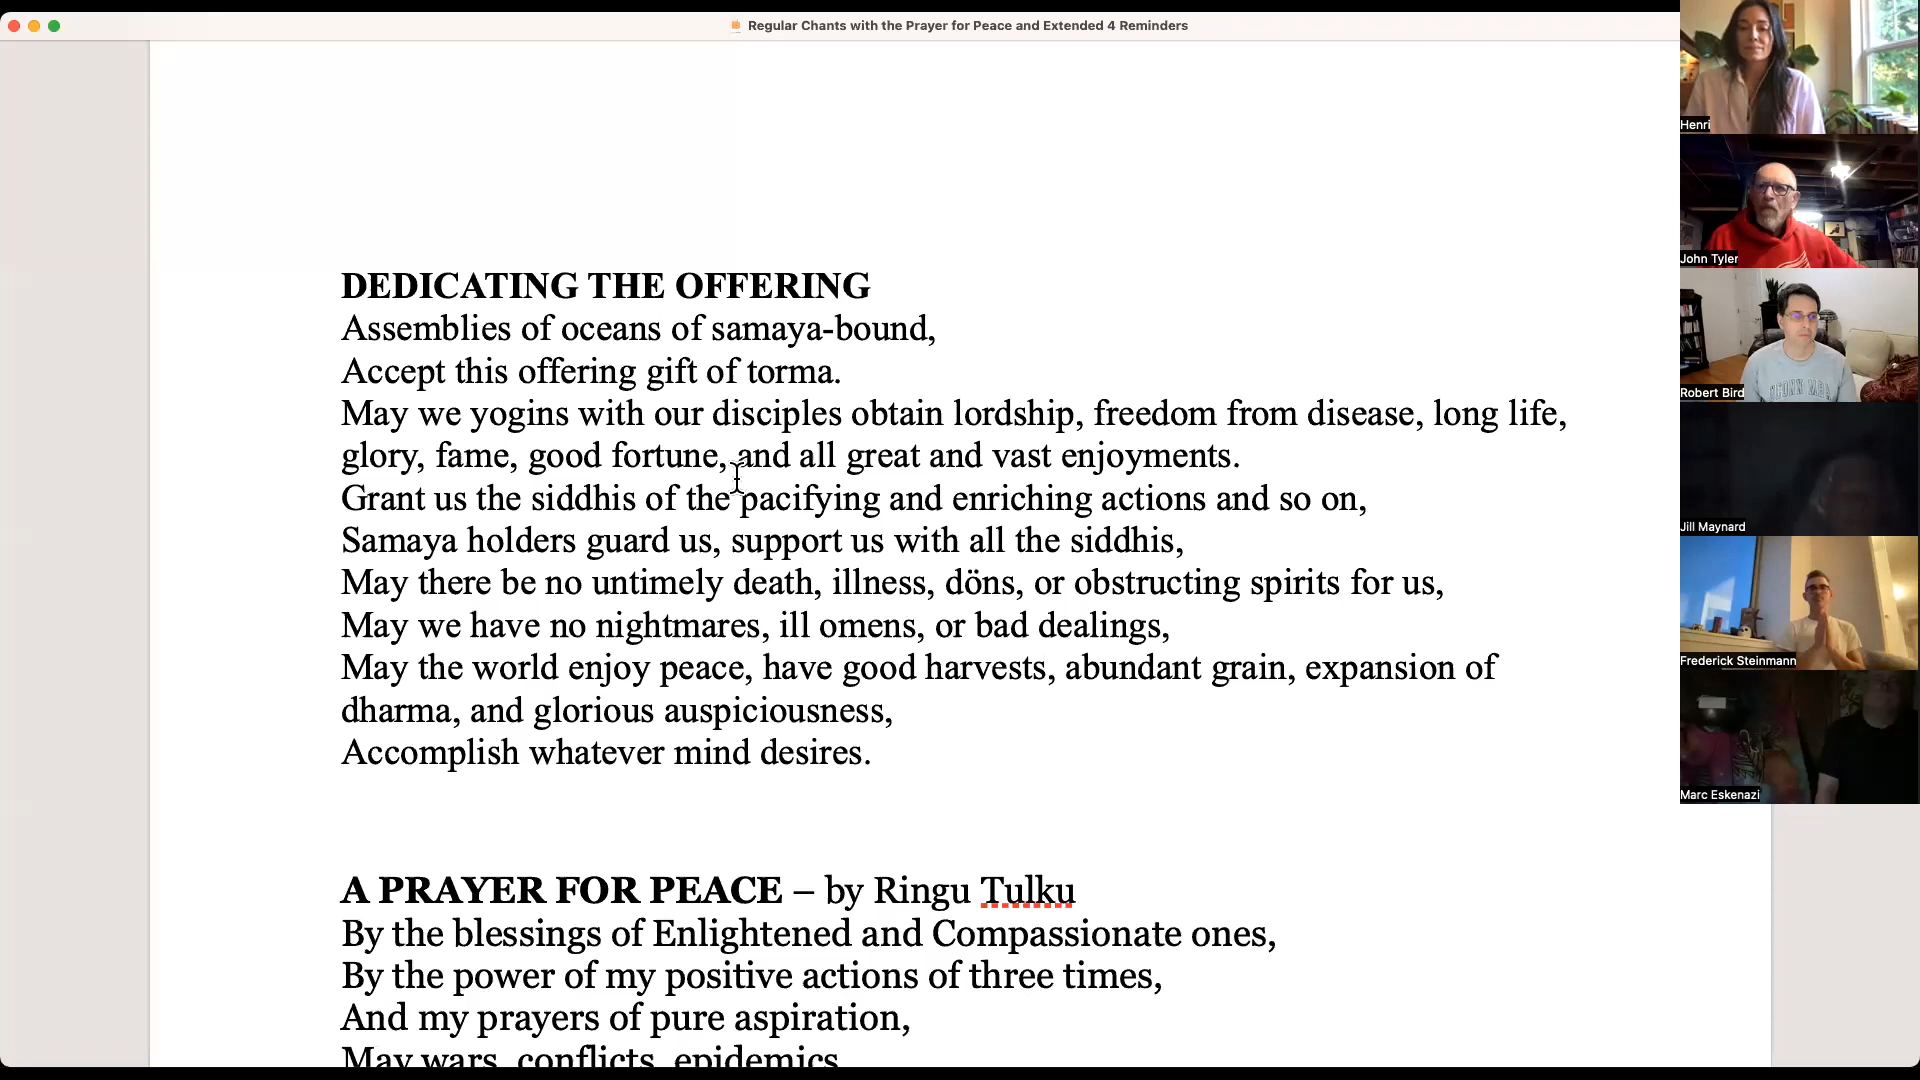 Regular Chants with the Prayer for Peace and Extended 4 Reminders
DEDICATING THE OFFERING
Assemblies of oceans of samaya-bound,
Accept this offering gift of torma.
May we yogins with our disciples obtain lordship, freedom from disease, long life,
glory, fame, good fortune, and all great and vast enjoyments.
Grant us the siddhis of the pacifying and enriching actions and so on,
Samaya holders guard us, support us with all the siddhis,
May there be no untimely death, illness, döns, or obstructing spirits for us,
May we have no nightmares, ill omens, or bad dealings,
May the world enjoy peace, have good harvests, abundant grain, expansion of
dharma, and glorious auspiciousness,
Accomplish whatever mind desires.
A PRAYER FOR PEACE – by Ringu Tulku
By the blessings of Enlightened and Compassionate ones,
By the power of my positive actions of three times,
And my prayers of pure aspiration,
May wars, conflicts, epidemics
Henri
John Tyler
Robert Bird
Jill Maynard
Frederick Steinmann
Marc Eskenazi